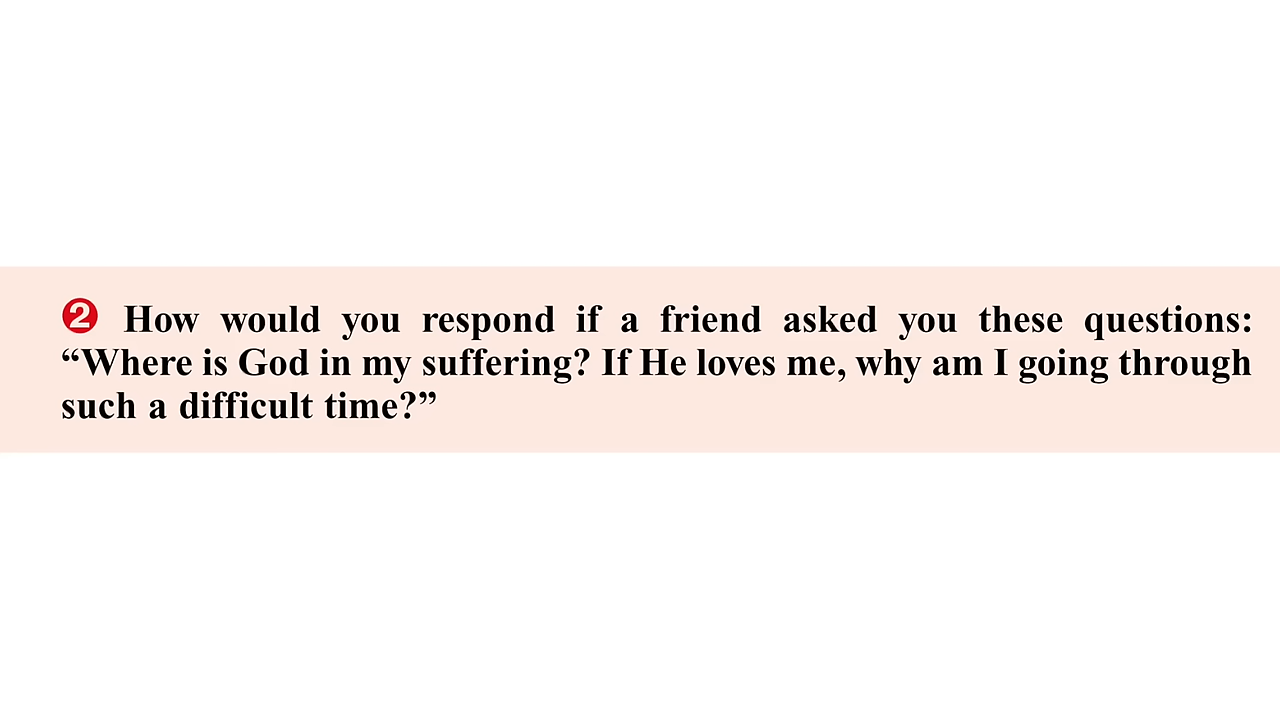 ❷ How would you respond if a friend asked you these questions:
“Where is God in my suffering? If He loves me, why am I going through
such a difficult time?”